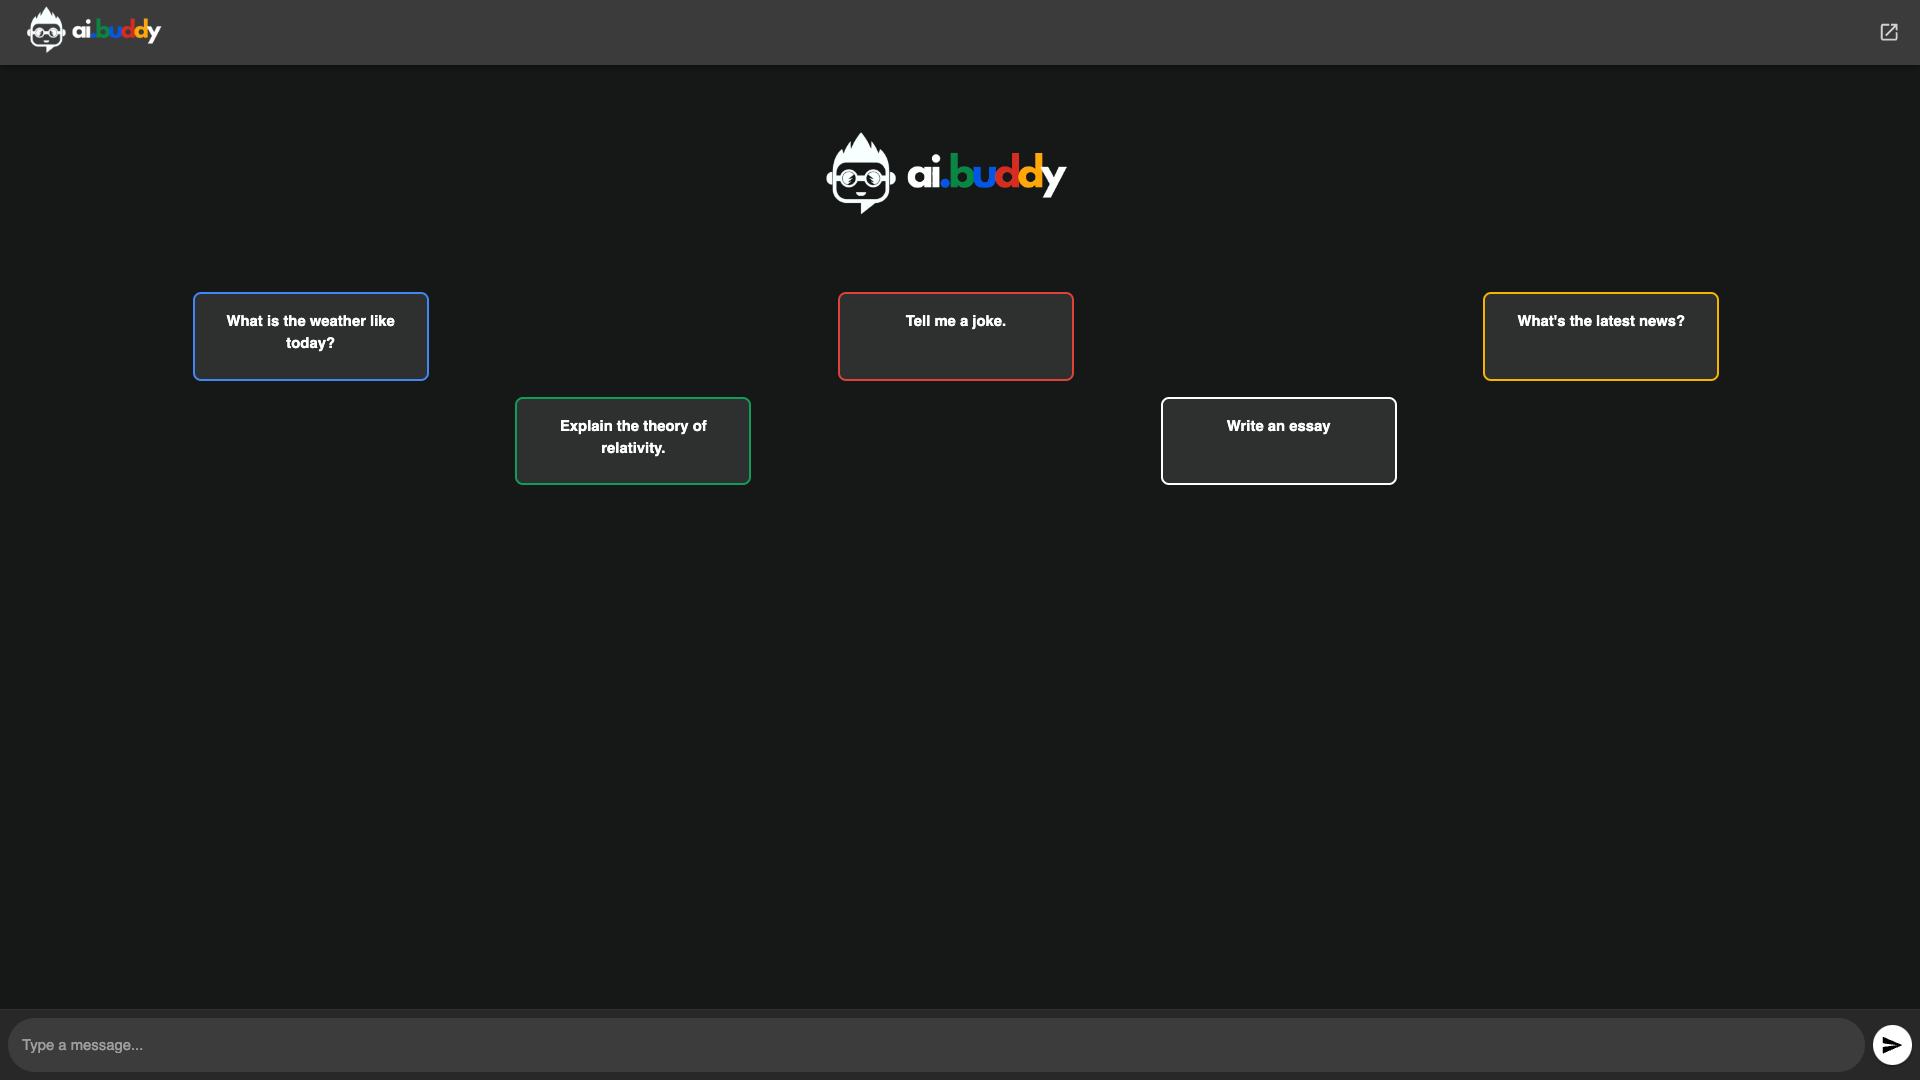 ai.buddy
ai.buddy
What is the weather like
today?
Tell me a joke.
What's the latest news?
Explain the theory of
relativity.
Write an essay
Type a message...